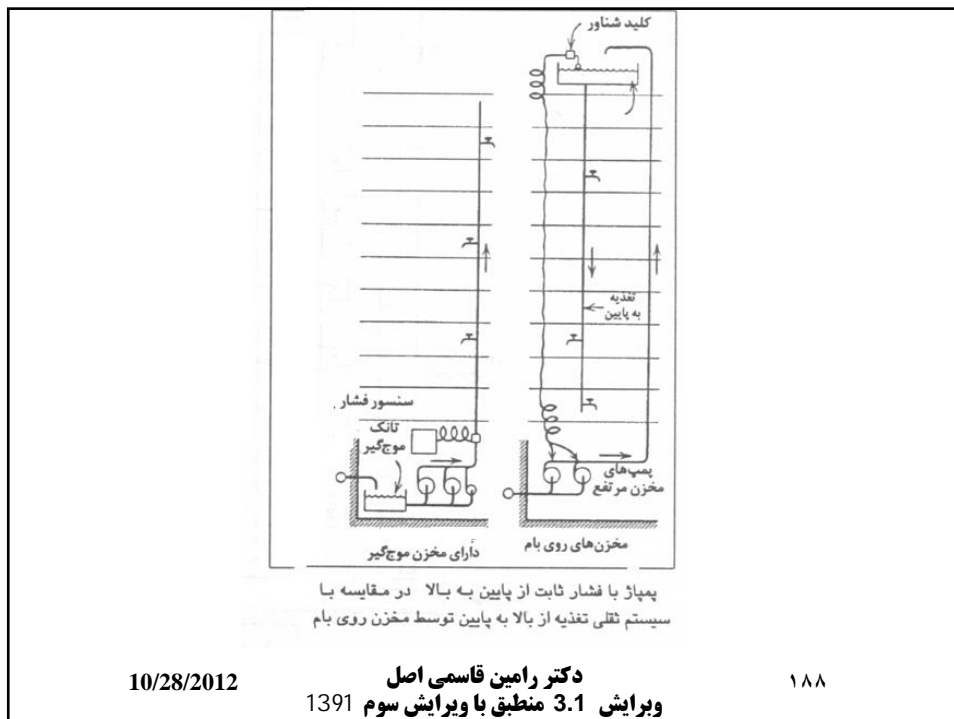 کلید شناور
تغذیه
به پایین
سنسور فشار
تانک
موج‌گیر
پمپ‌های
مخزن مرتفع
مخزن‌های روی بام
دآرای مخزن موج‌گیر
پمپاژ با فشار ثابت از پایین به بالا در مقایسه با
سیستم ثقلی تغذیه از بالا به پایین توسط مخزن روی بام
10/28/2012
دکتر رامین قاسمی اصل
ویرایش 3.1 منطبق با ویرایش سوم 1391
۱۸۸